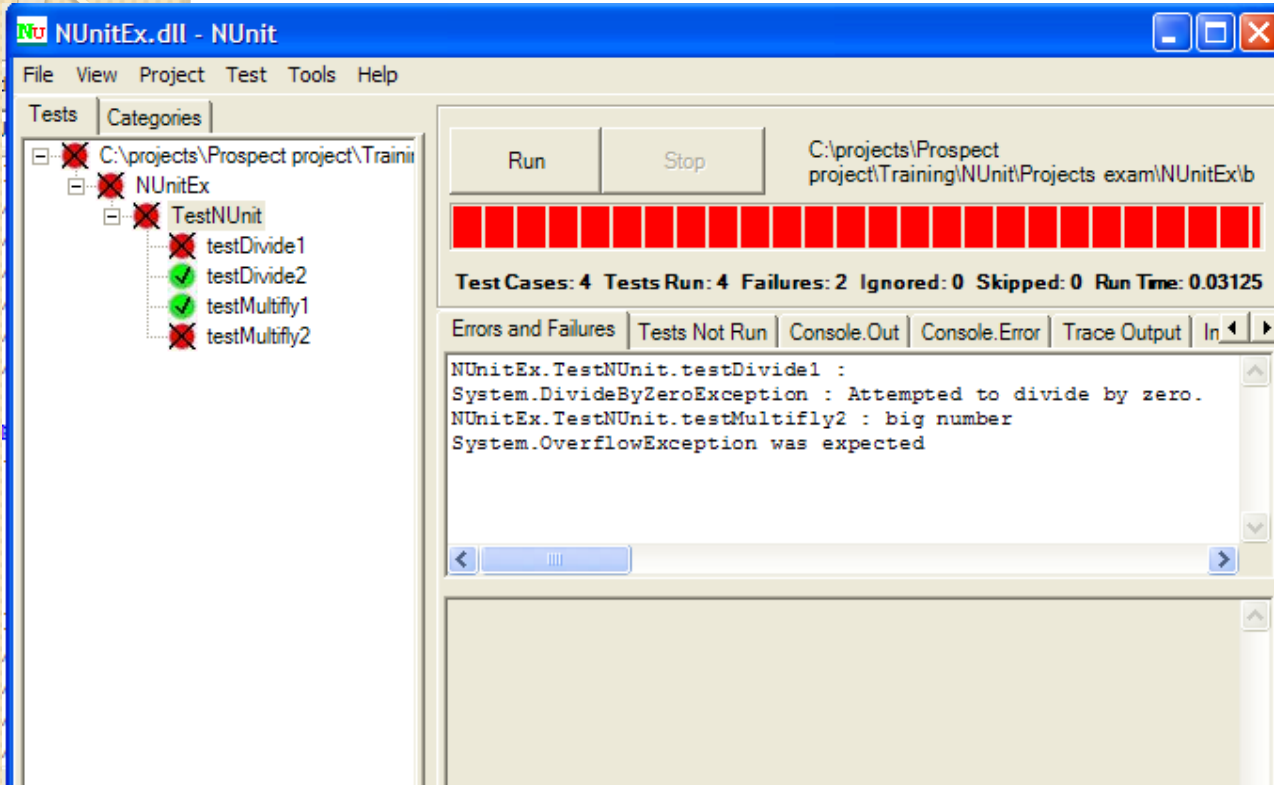 NU NUnitEx.dll - NUnit
File View Project Test Tools Help
Tests Categories
C:\projects\Prospect project\Trainin
NUnitEx
TestNUnit
testDivide1
testDivide2
testMultifly1
testMultifly2
Run Stop
C:\projects\Prospect
project\Training\NUnit\Projects exam\NUnitEx\b
Test Cases: 4 Tests Run: 4 Failures: 2 Ignored: 0 Skipped: 0 Run Time: 0.03125
Errors and Failures Tests Not Run Console.Out Console.Error Trace Output In
NUnitEx.TestNUnit.testDivide1 :
System.DivideByZeroException : Attempted to divide by zero.
NUnitEx.TestNUnit.testMultifly2 : big number
System.OverflowException was expected